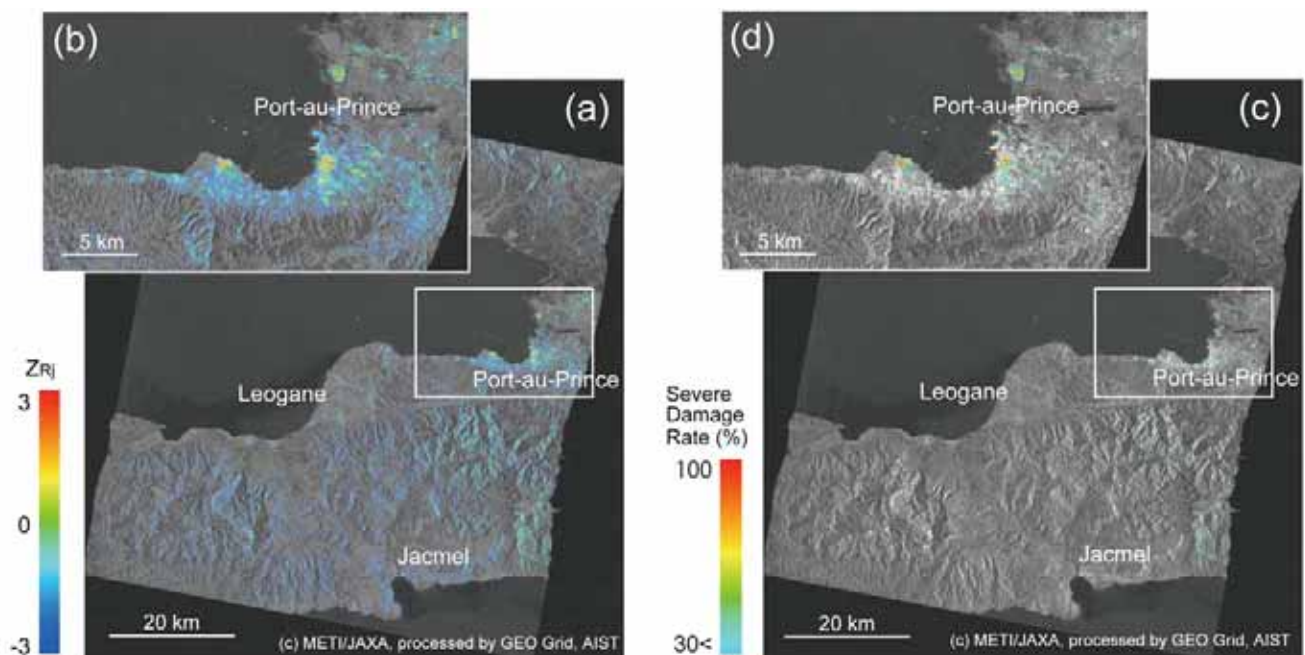 (b)
Port-au-Prince
5 km
(a)
Leogane
Port-au-Prince
Jacmel
20 km
(c) METI/JAXA, processed by GEO Grid, AIST
ZRj
3
0
-3
(d)
Port-au-Prince
5 km
(c)
Leogane
Port-au-Prince
Jacmel
20 km
(c) METI/JAXA, processed by GEO Grid, AIST
Severe
Damage
Rate (%)
100
30<